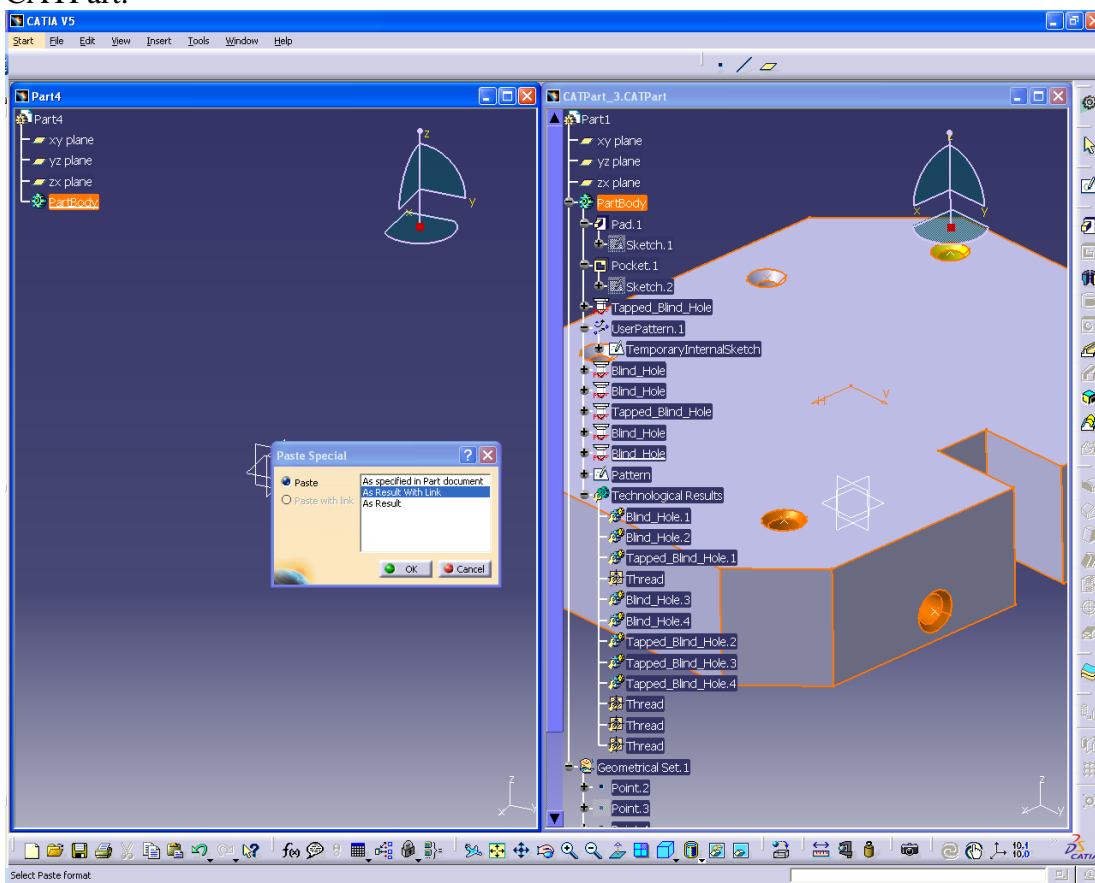 CATPart.
CATIA V5
Start File Edit View Insert Tools Window Help
Part4
Part4
xy plane
yz plane
zx plane
PartBody
z
y
x
Paste Special
Paste
Paste with link
As specified in Part document
As Result With Link
As Result
OK
Cancel
z
x
y
CATPart_3.CATPart
Part1
xy plane
yz plane
zx plane
PartBody
Pad.1
Sketch.1
Pocket.1
Sketch.2
Tapped_Blind_Hole
UserPattern.1
TemporaryInternalSketch
Blind_Hole
Blind_Hole
Tapped_Blind_Hole
Blind_Hole
Blind_Hole
Pattern
Technological Results
Blind_Hole.1
Blind_Hole.2
Tapped_Blind_Hole.1
Thread
Blind_Hole.3
Blind_Hole.4
Tapped_Blind_Hole.2
Tapped_Blind_Hole.3
Tapped_Blind_Hole.4
Thread
Thread
Thread
Geometrical Set.1
Point.2
Point.3
z
x
y
H
V
z
x
y
f(x)
10,1
10,0
CATIA
Select Paste format